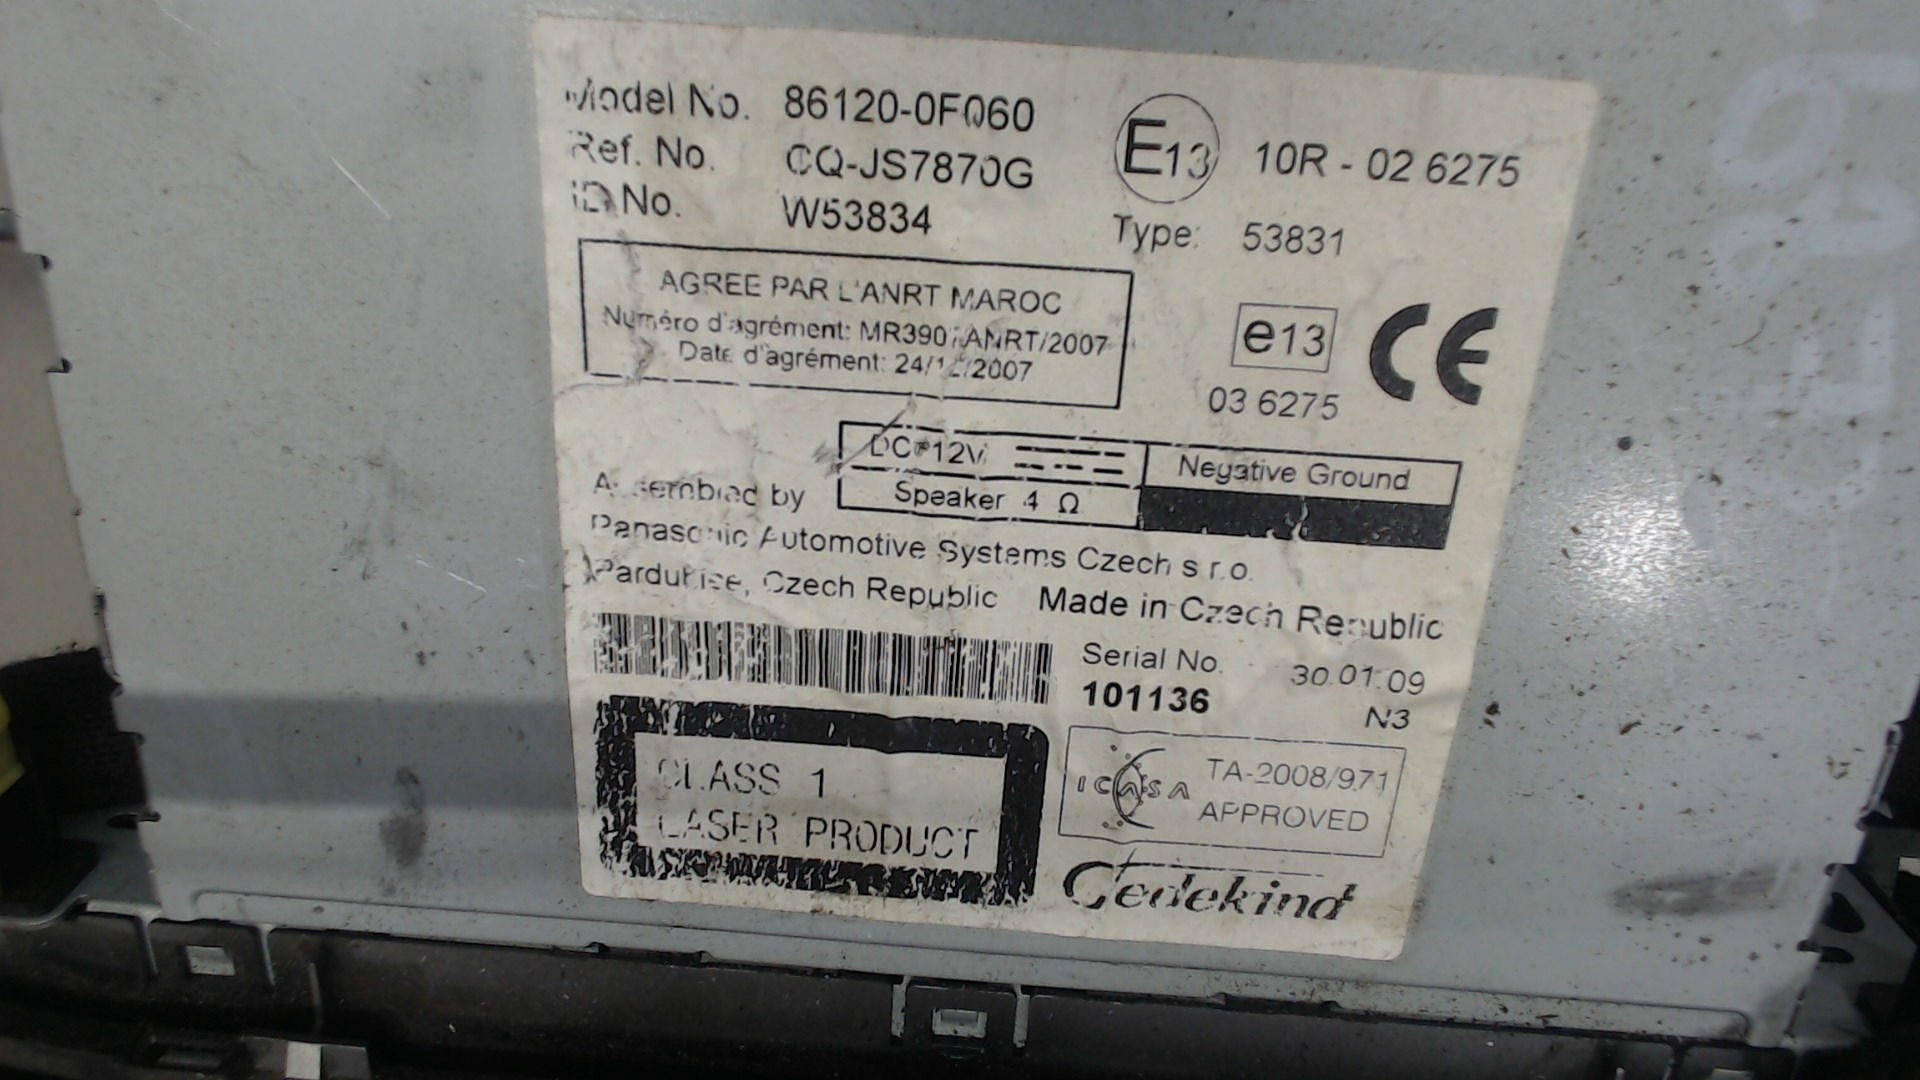 Model No. 86120-0F060
Ref. No. CQ-JS7870G
ID No. W53834
E13 10R - 02 6275
Type: 53831
AGREE PAR L'ANRT MAROC
Numéro d'agrément: MR3907ANRT/2007
Date d'agrément: 24/12/2007
e13 CE
03 6275
DC 12V Negative Ground
Speaker 4 Ω
Assembled by
Panasonic Automotive Systems Czech s r.o.
Pardubice, Czech Republic Made in Czech Republic
Serial No. 30.01.09
101136 N3
CLASS 1
LASER PRODUCT
ICASA TA-2008/971
APPROVED
Gedekind